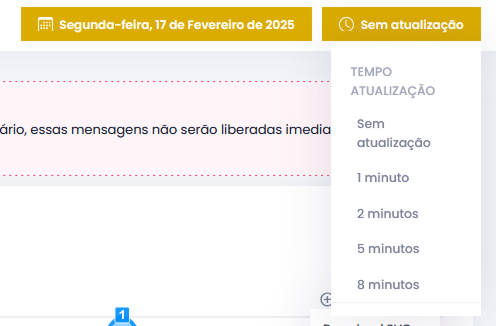 Segunda-feira, 17 de Fevereiro de 2025
Sem atualização
TEMPO
ATUALIZAÇÃO
ário, essas mensagens não serão liberadas imedia
Sem
atualização
1 minuto
2 minutos
5 minutos
8 minutos
1